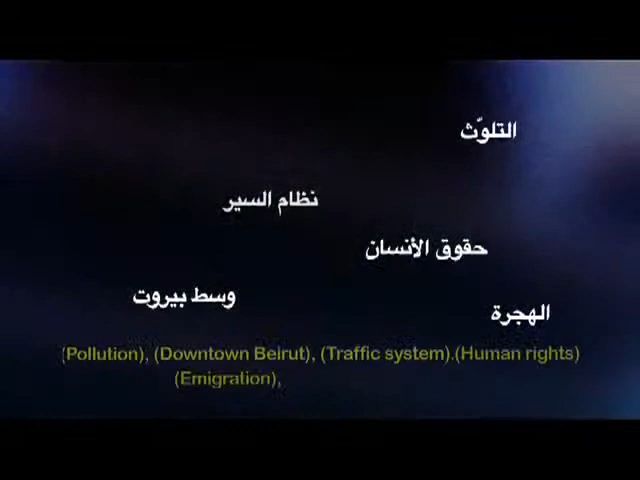 التلوّث
نظام السير
حقوق الأنسان
وسط بيروت
الهجرة
(Pollution), (Downtown Beirut), (Traffic system).(Human rights)
(Emigration),